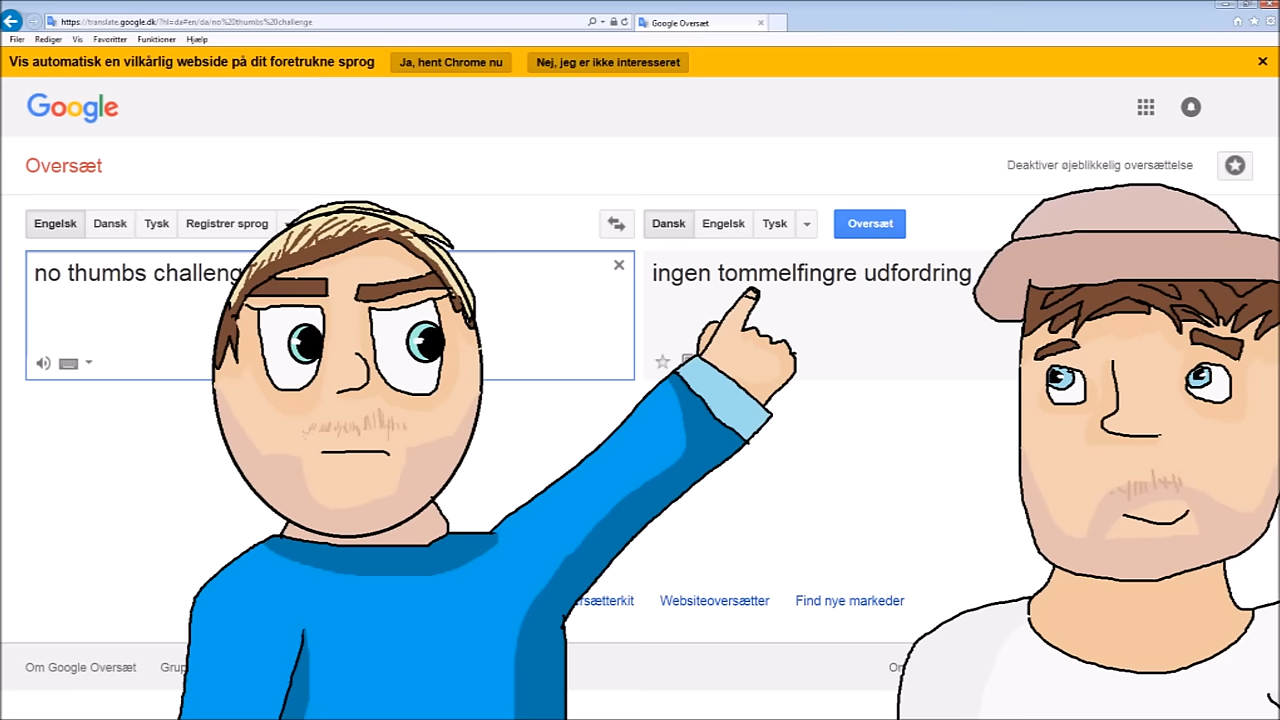 https://translate.google.dk/?hl=da#en/da/no%20thumbs%20challenge
Google Oversæt
Filer Rediger Vis Favoritter Funktioner Hjælp
Vis automatisk en vilkårlig webside på dit foretrukne sprog Ja, hent Chrome nu Nej, jeg er ikke interesseret
Google
Oversæt Deaktiver øjeblikkelig oversættelse
Engelsk Dansk Tysk Registrer sprog Dansk Engelsk Tysk Oversæt
no thumbs challeng ingen tommelfingre udfordring
Websiteoversætter Find nye markeder
Om Google Oversæt